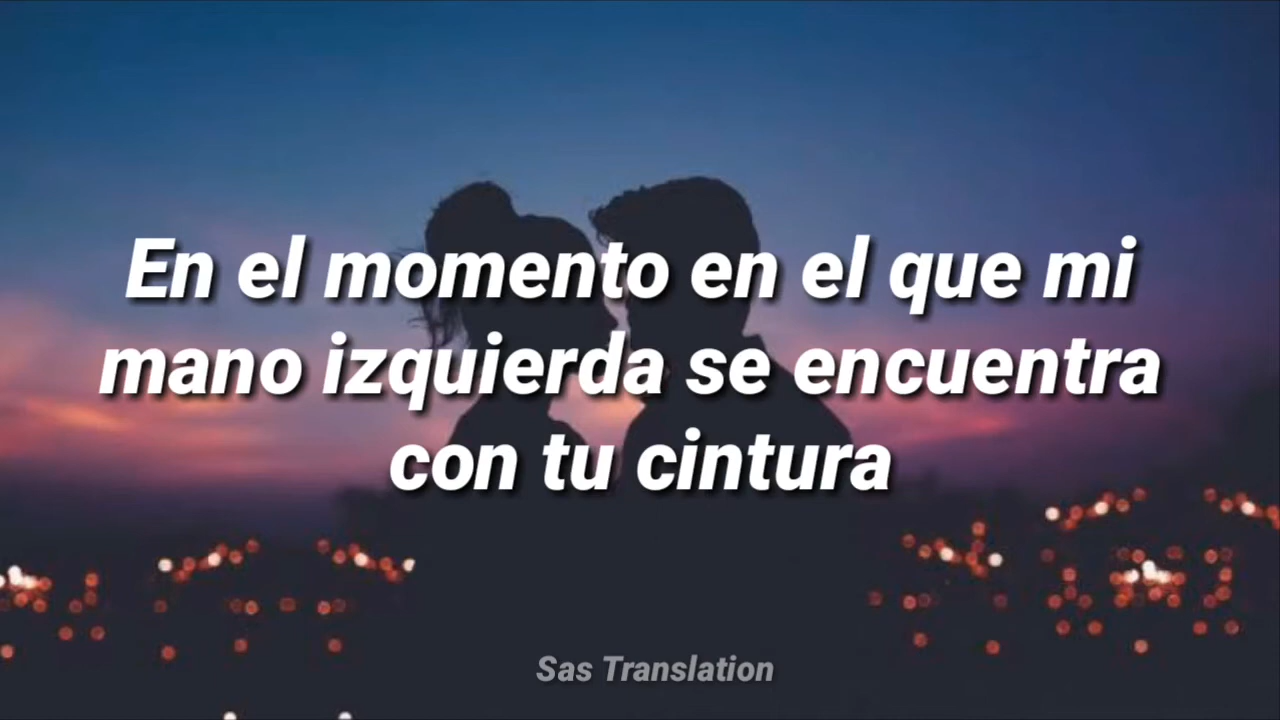 En el momento en el que mi
mano izquierda se encuentra
con tu cintura
Sas Translation